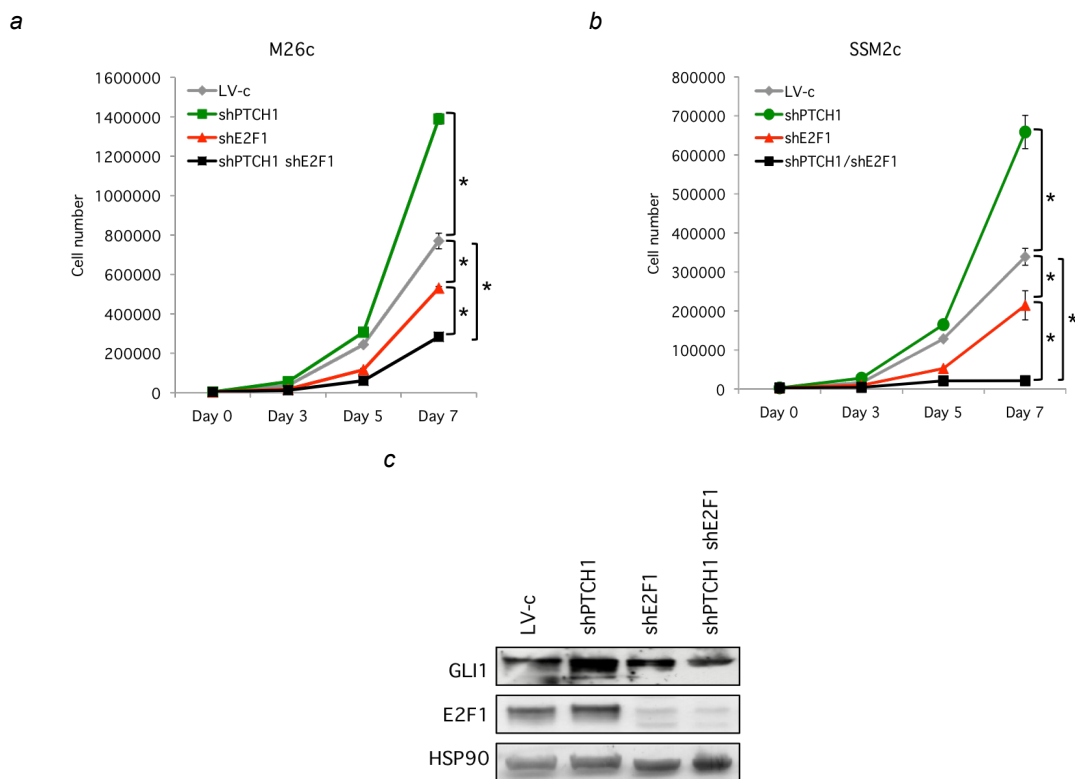 a
M26c
1600000
1400000
1200000
1000000
800000
600000
400000
200000
0
Cell number
LV-c
shPTCH1
shE2F1
shPTCH1 shE2F1
*
*
*
*
Day 0 Day 3 Day 5 Day 7
b
SSM2c
800000
700000
600000
500000
400000
300000
200000
100000
0
Cell number
LV-c
shPTCH1
shE2F1
shPTCH1/shE2F1
*
*
*
*
Day 0 Day 3 Day 5 Day 7
c
LV-c
shPTCH1
shE2F1
shPTCH1 shE2F1
GLI1
E2F1
HSP90